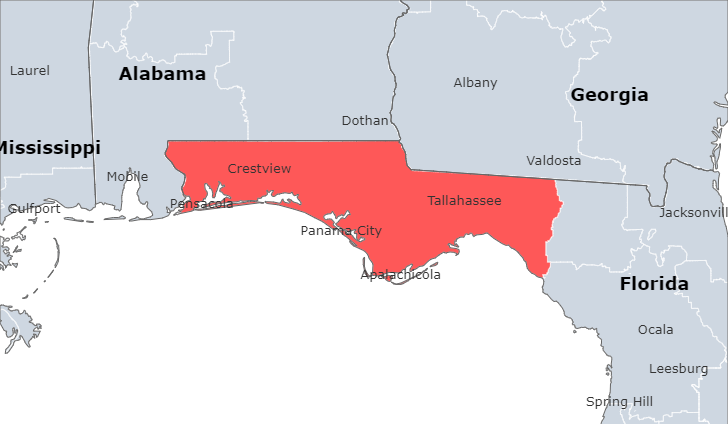 Laurel
Alabama
Albany
Georgia
Dothan
Mississippi
Valdosta
Crestview
Mobile
Tallahassee
Pensacola
Gulfport
Jacksonvill
Panama City
Apalachicola
Florida
Ocala
Leesburg
Spring Hill